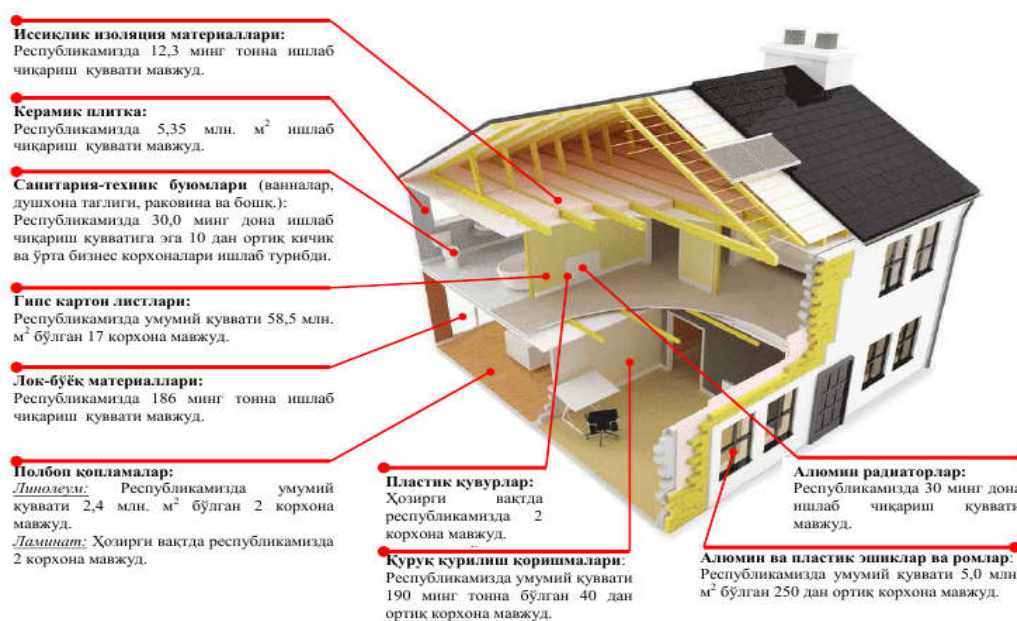 Иссиқлик изоляция материаллари:
Республикамизда 12,3 минг тонна ишлаб
чиқариш қуввати мавжуд.
Керамик плитка:
Республикамизда 5,35 млн. м² ишлаб
чиқариш қуввати мавжуд.
Санитария-техник буюмлари (ванналар,
душхона таглиги, раковина ва бошқ.):
Республикамизда 30,0 минг дона ишлаб
чиқариш қувватига эга 10 дан ортиқ кичик
ва ўрта бизнес корхоналари ишлаб турибди.
Гипс картон листлари:
Республикамизда умумий қуввати 58,5 млн.
м² бўлган 17 корхона мавжуд.
Лок-бўёқ материаллари:
Республикамизда 186 минг тонна ишлаб
чиқариш қуввати мавжуд.
Полбоп қопламалар:
Линолеум: Республикамизда умумий
қуввати 2,4 млн. м² бўлган 2 корхона
мавжуд.
Ламинат: Ҳозирги вақтда республикамизда
2 корхона мавжуд.
Пластик қувурлар:
Ҳозирги вақтда
республикамизда 2
корхона мавжуд.
Қуруқ қурилиш қоришмалари:
Республикамизда умумий қуввати
190 минг тонна бўлган 40 дан
ортиқ корхона мавжуд.
Алюмин радиаторлар:
Республикамизда 30 минг дона
ишлаб чиқариш қуввати
мавжуд.
Алюмин ва пластик эшиклар ва ромлар:
Республикамизда умумий қуввати 5,0 млн.
м² бўлган 250 дан ортиқ корхона мавжуд.